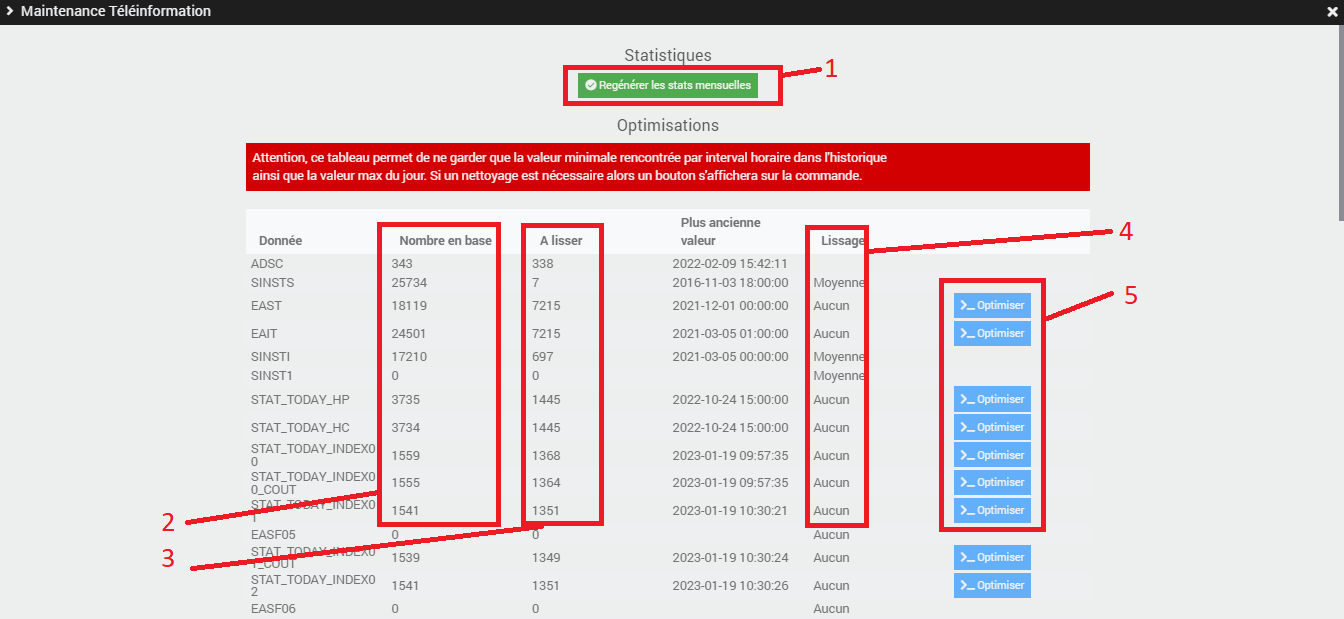 Maintenance Téléinformation
Statistiques
Regénérer les stats mensuelles
1
Optimisations
Attention, ce tableau permet de ne garder que la valeur minimale rencontrée par interval horaire dans l'historique
ainsi que la valeur max du jour. Si un nettoyage est nécessaire alors un bouton s'affichera sur la commande.
Donnée Nombre en base A lisser Plus ancienne valeur Lissage
4
ADSC 343 338 2022-02-09 15:42:11
SINSTS 25734 7 2016-11-03 18:00:00 Moyenne
5
EAST 18119 7215 2021-12-01 00:00:00 Aucun Optimiser
EAIT 24501 7215 2021-03-05 01:00:00 Aucun Optimiser
SINSTI 17210 697 2021-03-05 00:00:00 Moyenne
SINST1 0 0 Moyenne
STAT_TODAY_HP 3735 1445 2022-10-24 15:00:00 Aucun Optimiser
STAT_TODAY_HC 3734 1445 2022-10-24 15:00:00 Aucun Optimiser
STAT_TODAY_INDEX0
0 1559 1368 2023-01-19 09:57:35 Aucun Optimiser
STAT_TODAY_INDEX0
0_COUT 1555 1364 2023-01-19 09:57:35 Aucun Optimiser
STAT_TODAY_INDEX0
1 1541 1351 2023-01-19 10:30:21 Aucun Optimiser
2
EASF05 0 0 Aucun
3
STAT_TODAY_INDEX0
1_COUT 1539 1349 2023-01-19 10:30:24 Aucun Optimiser
STAT_TODAY_INDEX0
2 1541 1351 2023-01-19 10:30:26 Aucun Optimiser
EASF06 0 0 Aucun